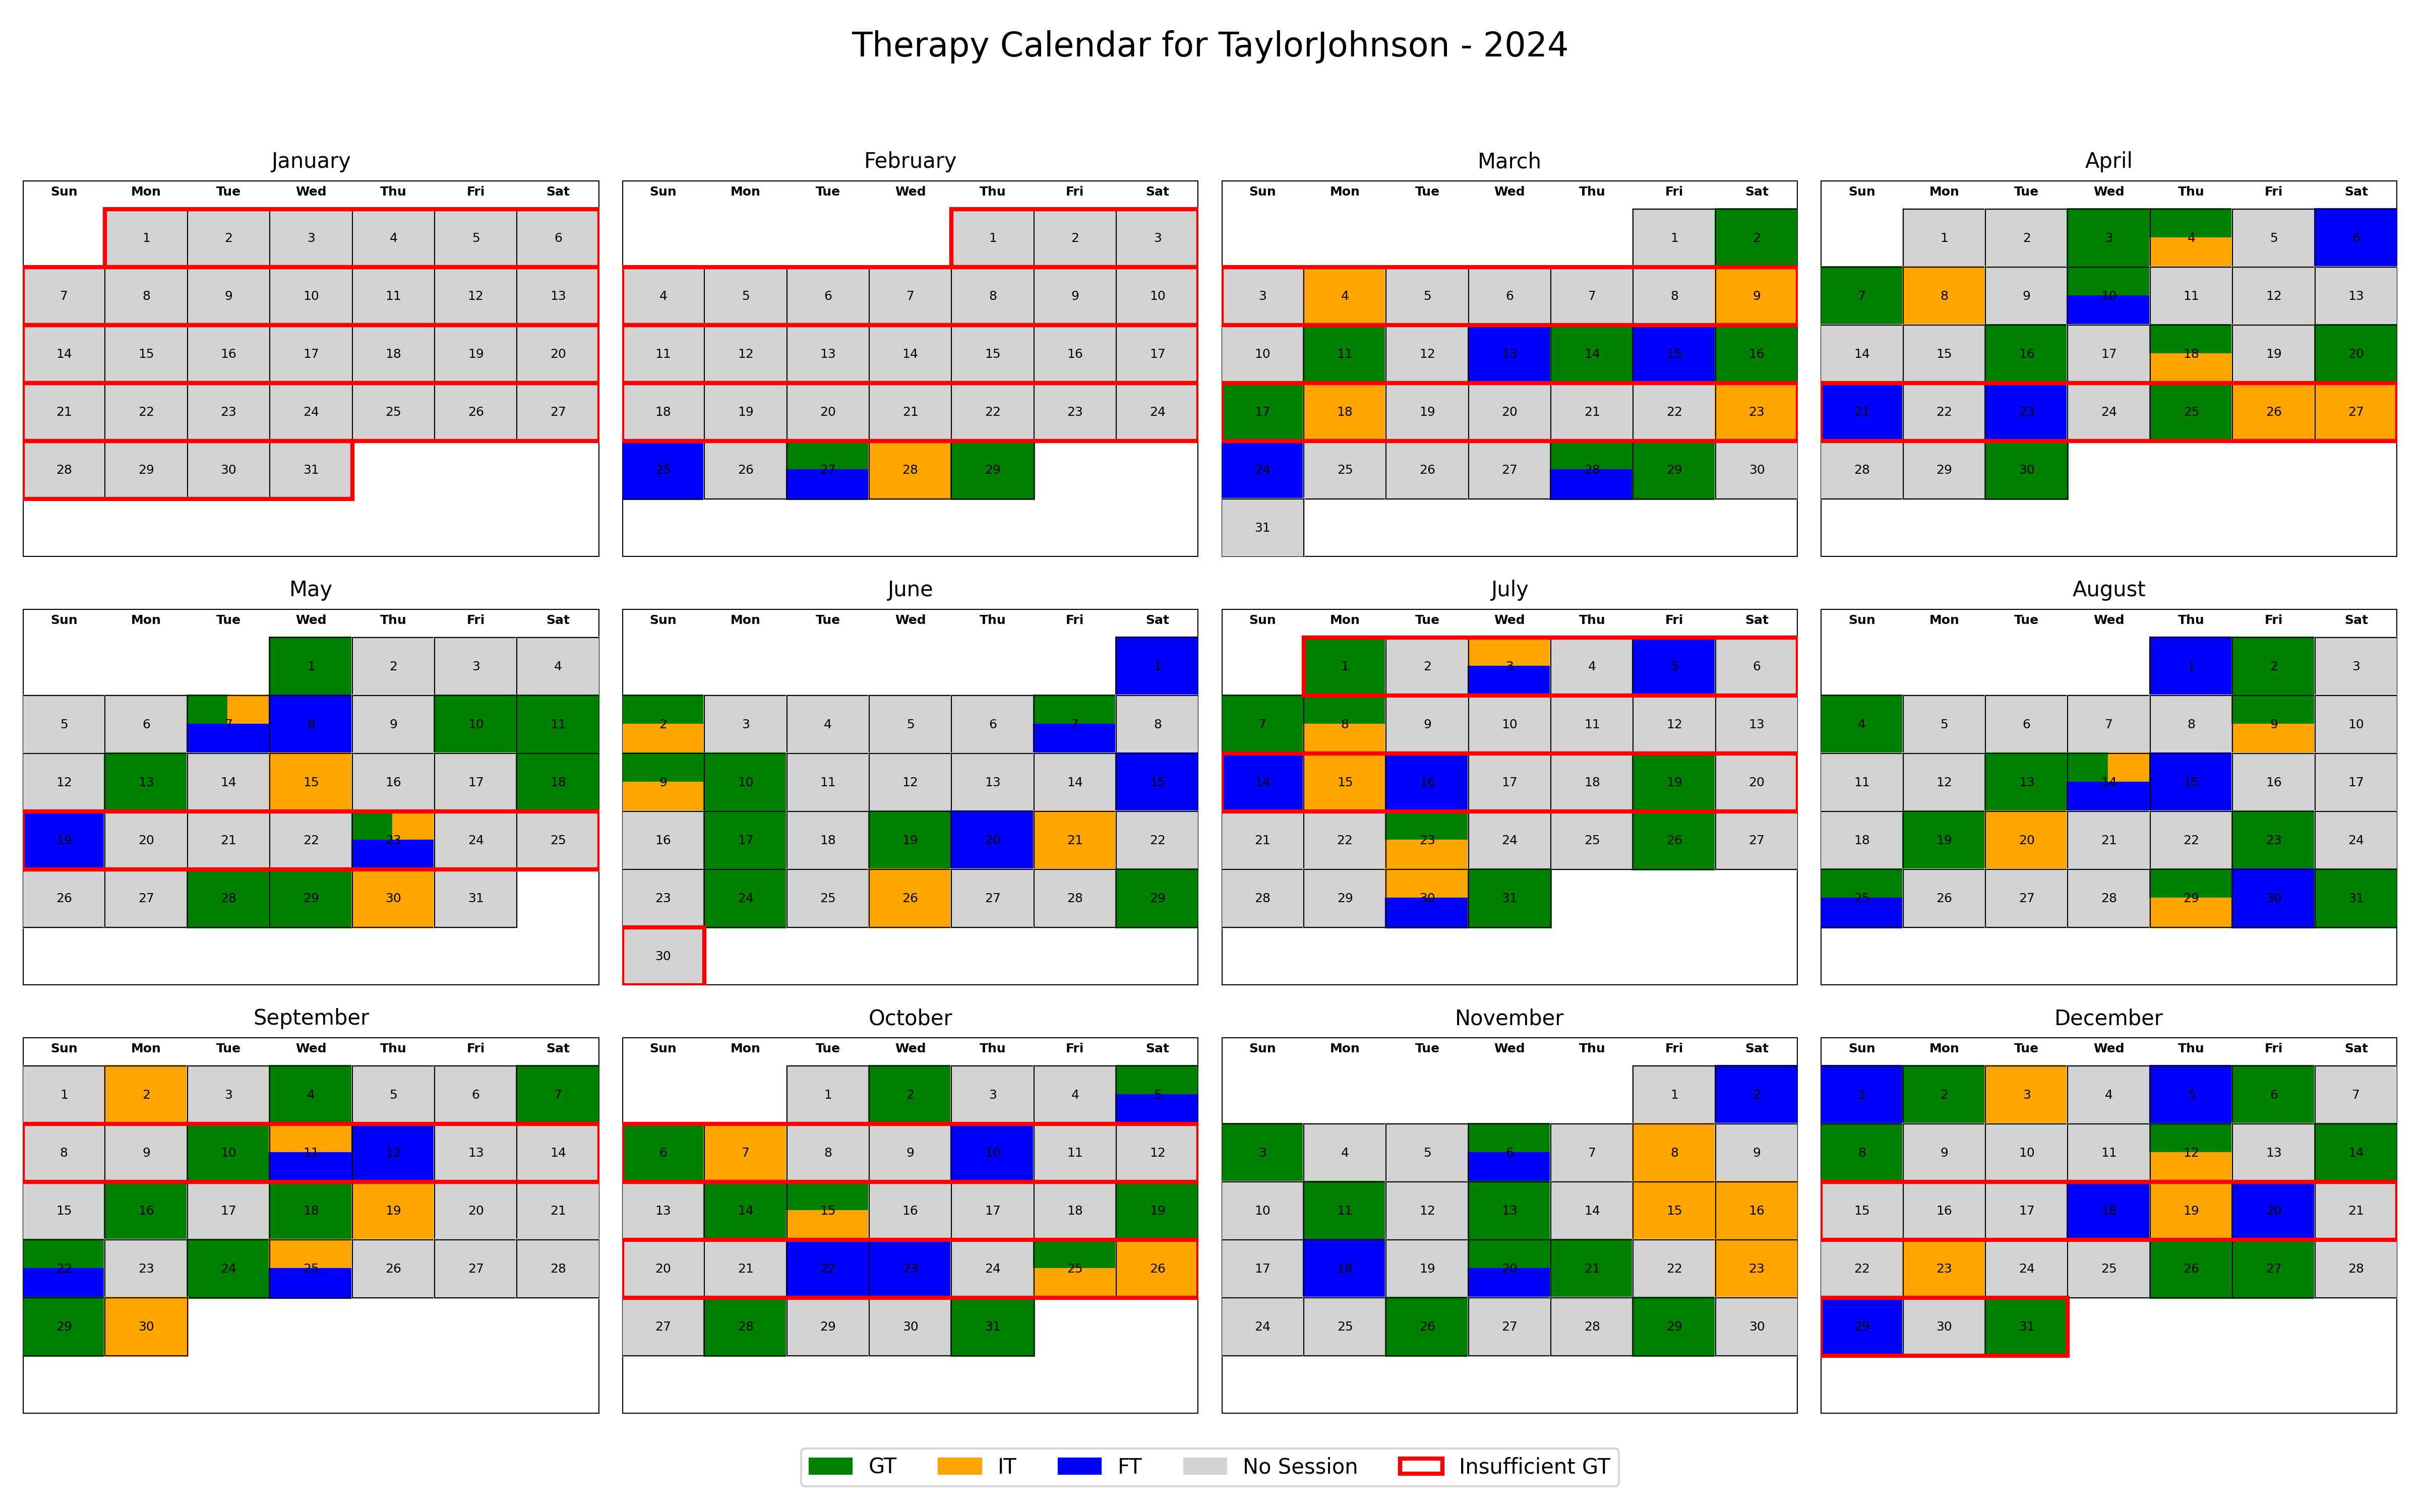 Therapy Calendar for TaylorJohnson - 2024
January
Sun Mon Tue Wed Thu Fri Sat
1 2 3 4 5 6
7 8 9 10 11 12 13
14 15 16 17 18 19 20
21 22 23 24 25 26 27
28 29 30 31
February
Sun Mon Tue Wed Thu Fri Sat
1 2 3
4 5 6 7 8 9 10
11 12 13 14 15 16 17
18 19 20 21 22 23 24
25 26 27 28 29
March
Sun Mon Tue Wed Thu Fri Sat
1 2
3 4 5 6 7 8 9
10 11 12 13 14 15 16
17 18 19 20 21 22 23
24 25 26 27 28 29 30
31
April
Sun Mon Tue Wed Thu Fri Sat
1 2 3 4 5 6
7 8 9 10 11 12 13
14 15 16 17 18 19 20
21 22 23 24 25 26 27
28 29 30
May
Sun Mon Tue Wed Thu Fri Sat
1 2 3 4
5 6 7 8 9 10 11
12 13 14 15 16 17 18
19 20 21 22 23 24 25
26 27 28 29 30 31
June
Sun Mon Tue Wed Thu Fri Sat
1
2 3 4 5 6 7 8
9 10 11 12 13 14 15
16 17 18 19 20 21 22
23 24 25 26 27 28 29
30
July
Sun Mon Tue Wed Thu Fri Sat
1 2 3 4 5 6
7 8 9 10 11 12 13
14 15 16 17 18 19 20
21 22 23 24 25 26 27
28 29 30 31
August
Sun Mon Tue Wed Thu Fri Sat
1 2 3
4 5 6 7 8 9 10
11 12 13 14 15 16 17
18 19 20 21 22 23 24
25 26 27 28 29 30 31
September
Sun Mon Tue Wed Thu Fri Sat
1 2 3 4 5 6 7
8 9 10 11 12 13 14
15 16 17 18 19 20 21
22 23 24 25 26 27 28
29 30
October
Sun Mon Tue Wed Thu Fri Sat
1 2 3 4 5
6 7 8 9 10 11 12
13 14 15 16 17 18 19
20 21 22 23 24 25 26
27 28 29 30 31
November
Sun Mon Tue Wed Thu Fri Sat
1 2
3 4 5 6 7 8 9
10 11 12 13 14 15 16
17 18 19 20 21 22 23
24 25 26 27 28 29 30
December
Sun Mon Tue Wed Thu Fri Sat
1 2 3 4 5 6 7
8 9 10 11 12 13 14
15 16 17 18 19 20 21
22 23 24 25 26 27 28
29 30 31
GT IT FT No Session Insufficient GT